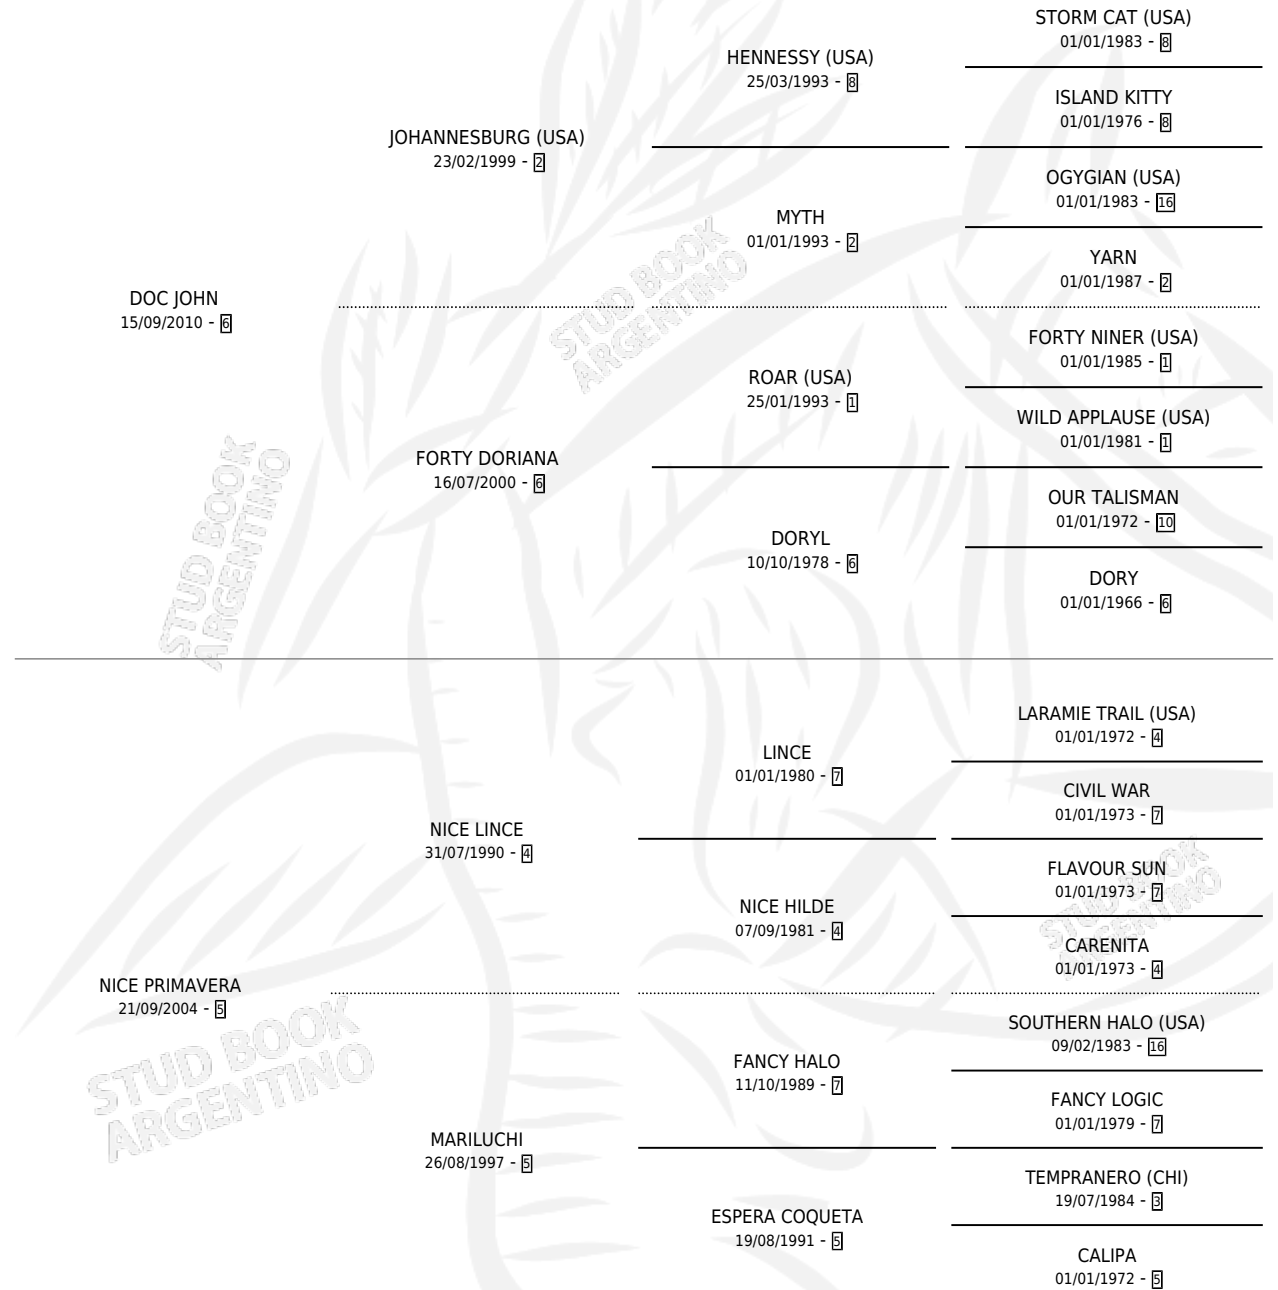 STORM CAT (USA)
01/01/1983 - 8
HENNESSY (USA)
25/03/1993 - 8
ISLAND KITTY
01/01/1976 - 8
JOHANNESBURG (USA)
23/02/1999 - 2
OGYGIAN (USA)
01/01/1983 - 16
MYTH
01/01/1993 - 2
YARN
01/01/1987 - 2
DOC JOHN
15/09/2010 - 6
STUD BOOK
ARGENTINO
FORTY NINER (USA)
01/01/1985 - 1
ROAR (USA)
25/01/1993 - 1
WILD APPLAUSE (USA)
01/01/1981 - 1
FORTY DORIANA
16/07/2000 - 6
OUR TALISMAN
01/01/1972 - 10
DORYL
10/10/1978 - 6
DORY
01/01/1966 - 6
STUD BOOK
ARGENTINO
LARAMIE TRAIL (USA)
01/01/1972 - 4
LINCE
01/01/1980 - 7
CIVIL WAR
01/01/1973 - 7
NICE LINCE
31/07/1990 - 4
FLAVOUR SUN
01/01/1973 - 7
NICE HILDE
07/09/1981 - 4
CARENITA
01/01/1973 - 4
STUD BOOK
ARGENTINO
NICE PRIMAVERA
21/09/2004 - 5
SOUTHERN HALO (USA)
09/02/1983 - 16
FANCY HALO
11/10/1989 - 7
FANCY LOGIC
01/01/1979 - 7
STUD BOOK
ARGENTINO
MARILUCHI
26/08/1997 - 5
TEMPRANERO (CHI)
19/07/1984 - 3
ESPERA COQUETA
19/08/1991 - 5
CALIPA
01/01/1972 - 5